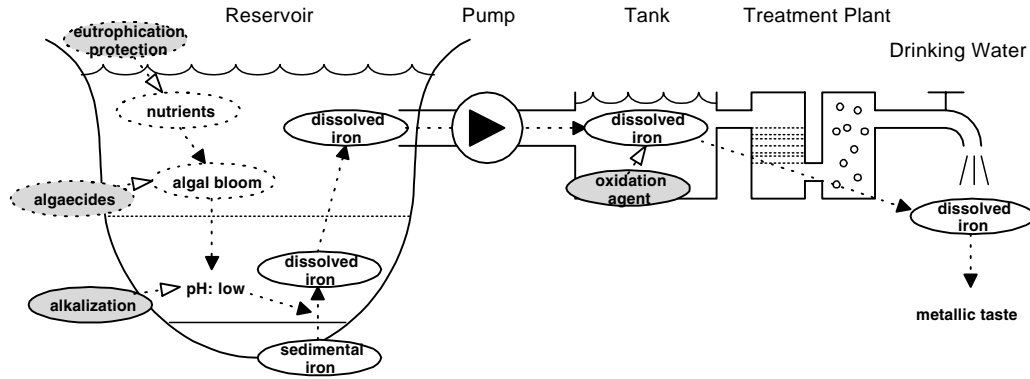 Reservoir
Pump
Tank
Treatment Plant
Drinking Water
eutrophication
protection
nutrients
algal bloom
algaecides
pH: low
alkalization
dissolved
iron
dissolved
iron
sedimental
iron
dissolved
iron
oxidation
agent
dissolved
iron
metallic taste